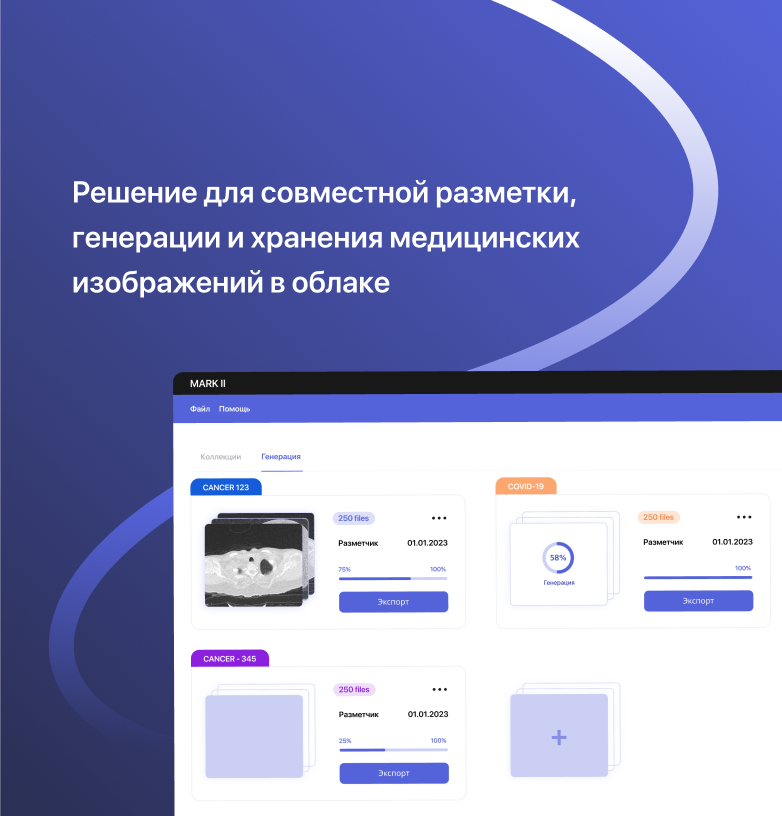 Решение для совместной разметки,
генерации и хранения медицинских
изображений в облаке
MARK II
Файл Помощь
Коллекции Генерация
CANCER 123
250 files
Разметчик 01.01.2023
75% 100%
Экспорт
COVID-19
58%
Генерация
250 files
Разметчик 01.01.2023
100%
Экспорт
CANCER - 345
250 files
Разметчик 01.01.2023
25% 100%
Экспорт
+